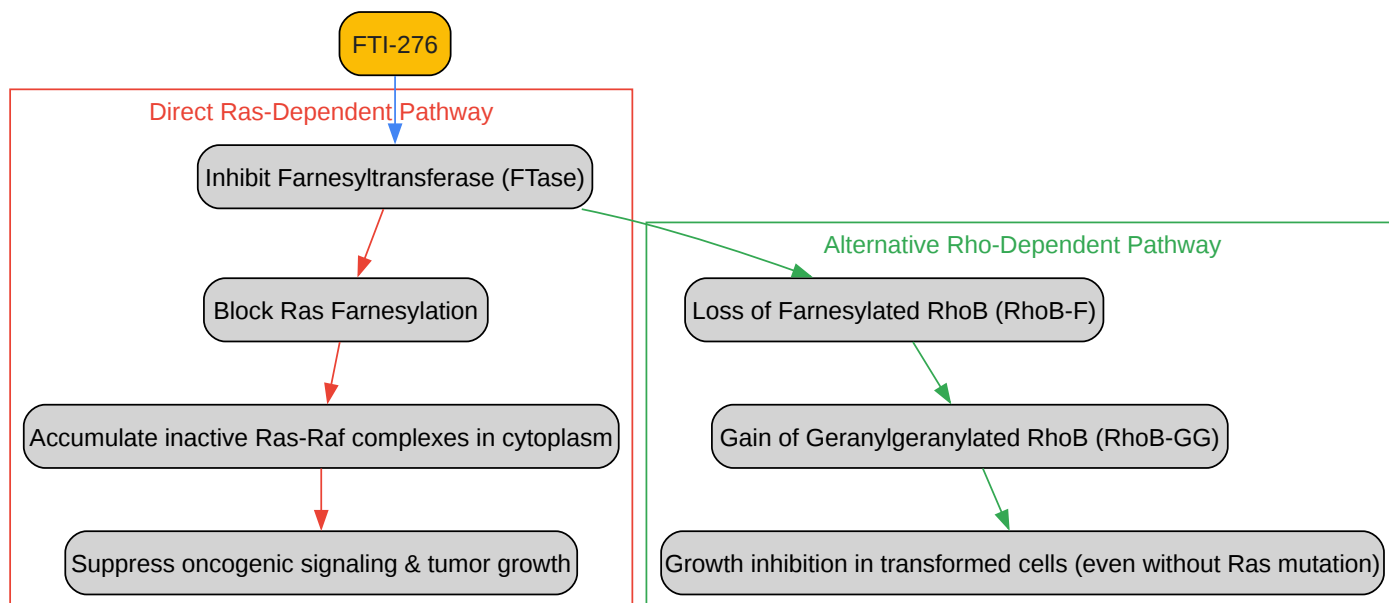 FTI-276
Direct Ras-Dependent Pathway
Inhibit Farnesyltransferase (FTase)
Block Ras Farnesylation
Accumulate inactive Ras-Raf complexes in cytoplasm
Suppress oncogenic signaling & tumor growth
Alternative Rho-Dependent Pathway
Loss of Farnesylated RhoB (RhoB-F)
Gain of Geranylgeranylated RhoB (RhoB-GG)
Growth inhibition in transformed cells (even without Ras mutation)